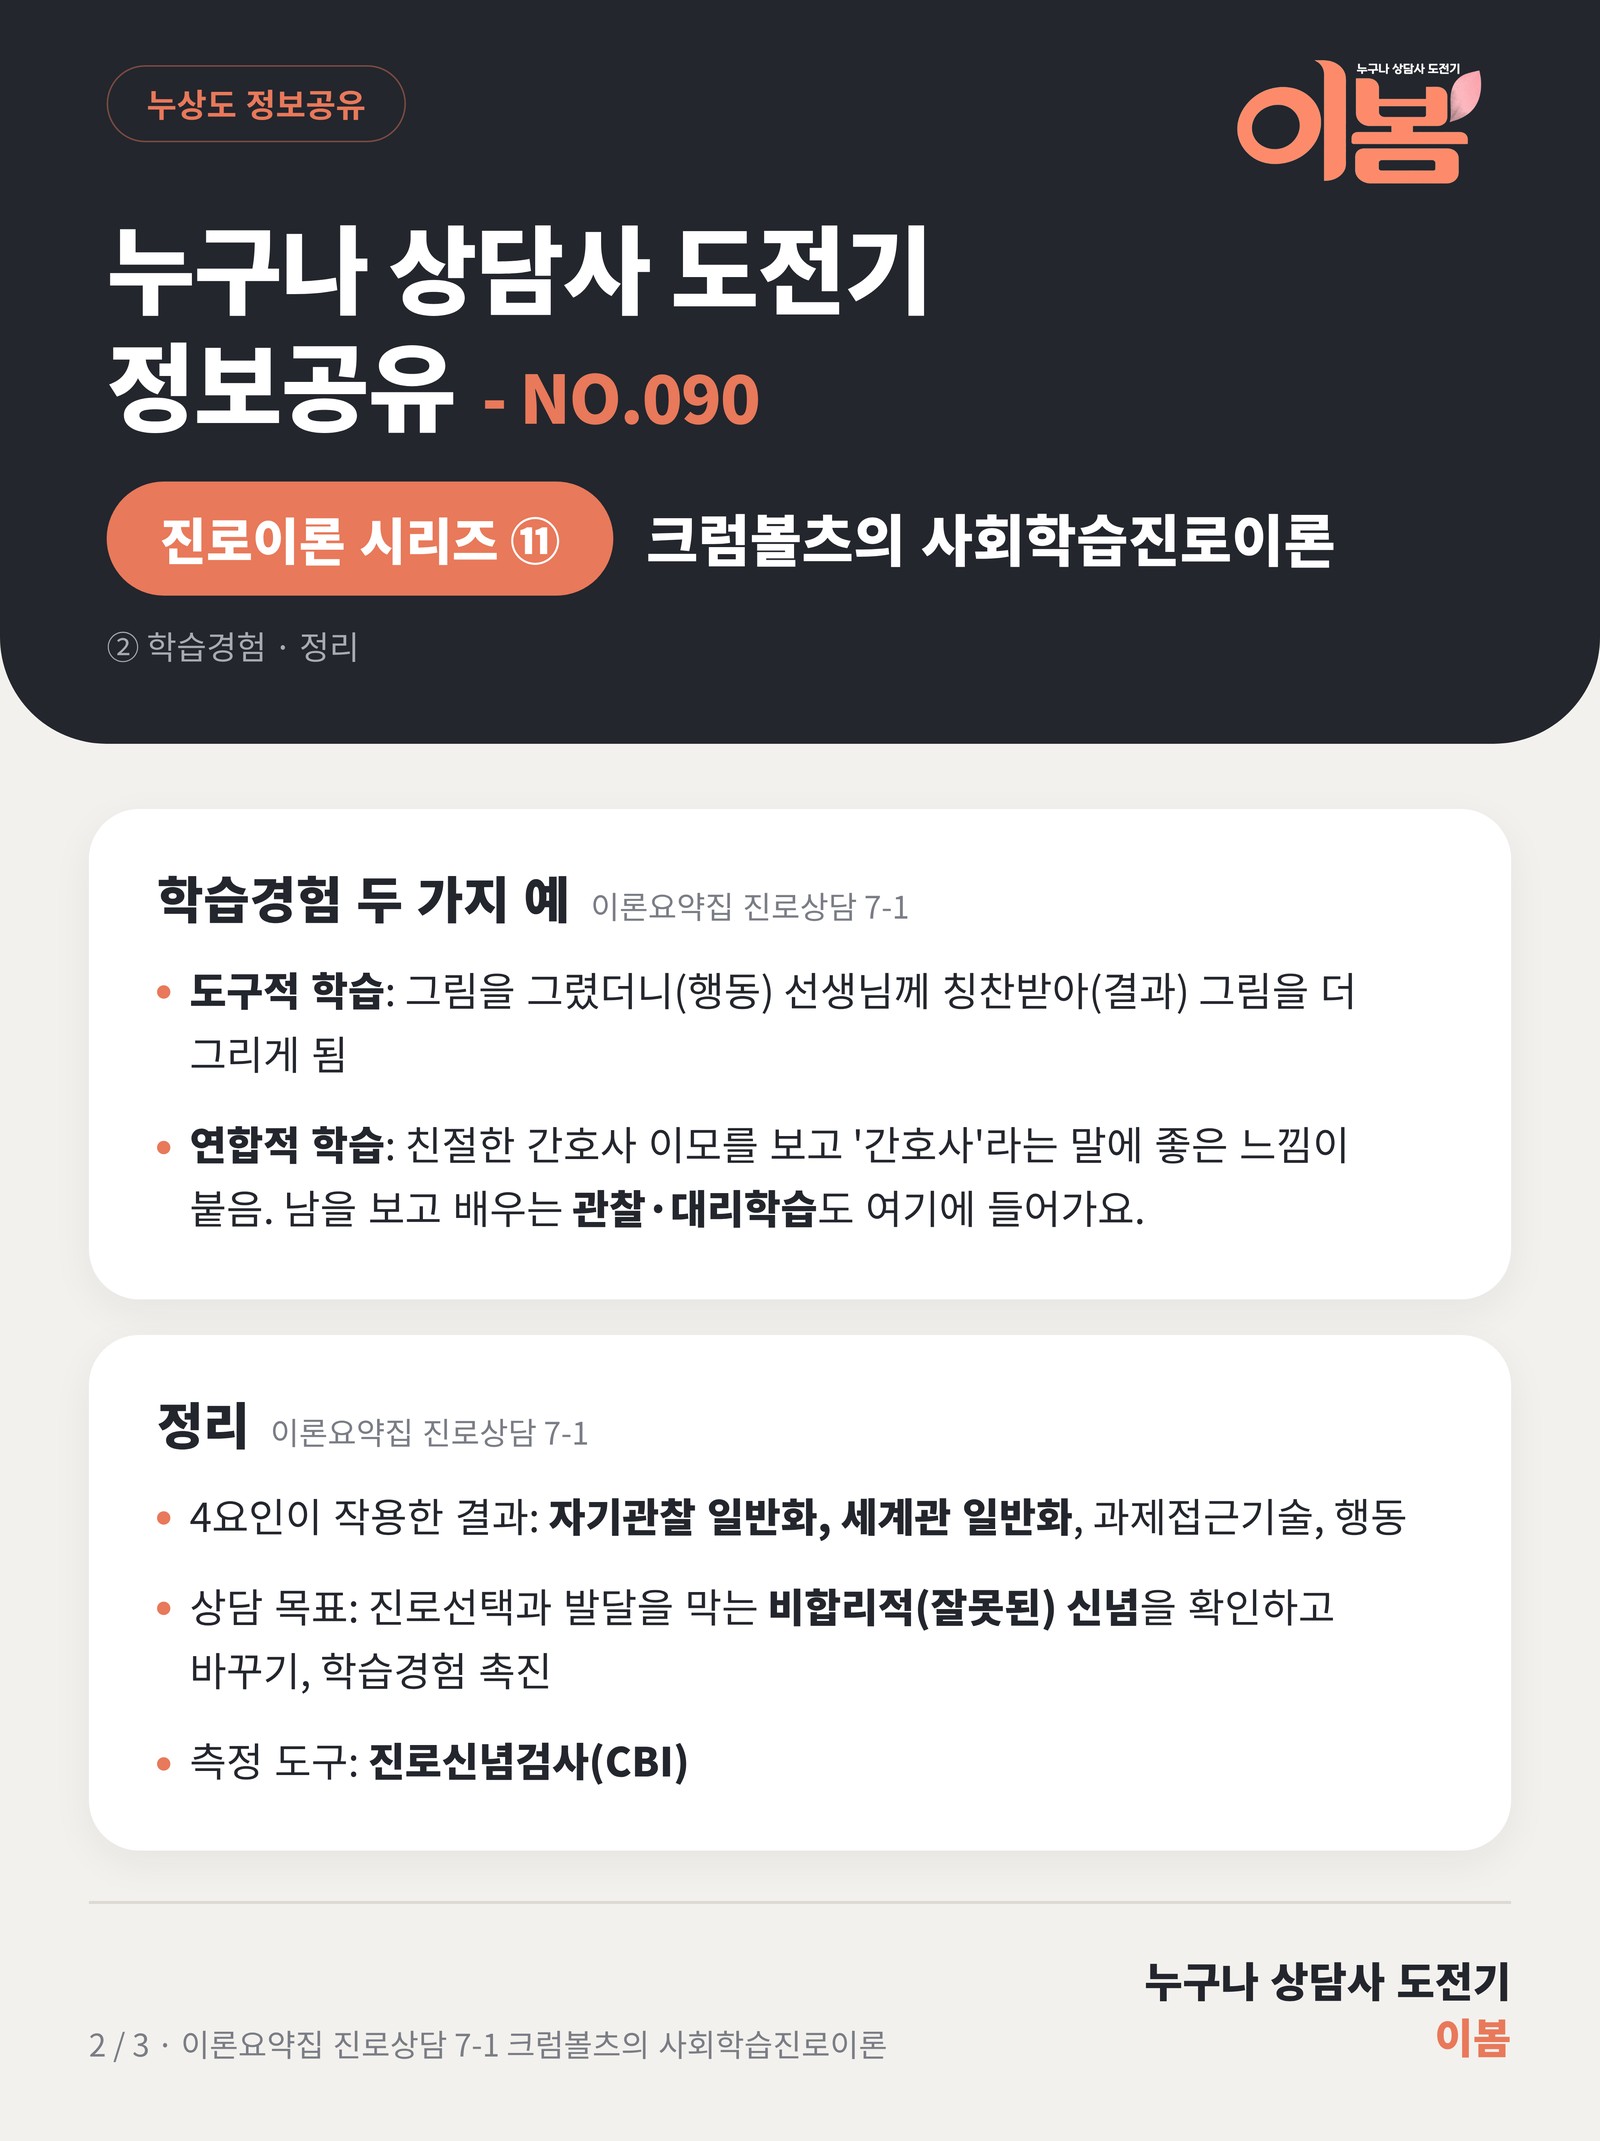 누상도 정보공유
누구나 상담사 도전기
이봄
누구나 상담사 도전기
정보공유 - NO.090
진로이론 시리즈 ⑪ 크럼볼츠의 사회학습진로이론
② 학습경험 · 정리
학습경험 두 가지 예 이론요약집 진로상담 7-1
• 도구적 학습: 그림을 그렸더니(행동) 선생님께 칭찬받아(결과) 그림을 더
그리게 됨
• 연합적 학습: 친절한 간호사 이모를 보고 '간호사'라는 말에 좋은 느낌이
붙음. 남을 보고 배우는 관찰·대리학습도 여기에 들어가요.
정리 이론요약집 진로상담 7-1
• 4요인이 작용한 결과: 자기관찰 일반화, 세계관 일반화, 과제접근기술, 행동
• 상담 목표: 진로선택과 발달을 막는 비합리적(잘못된) 신념을 확인하고
바꾸기, 학습경험 촉진
• 측정 도구: 진로신념검사(CBI)
누구나 상담사 도전기
2 / 3 · 이론요약집 진로상담 7-1 크럼볼츠의 사회학습진로이론
이봄